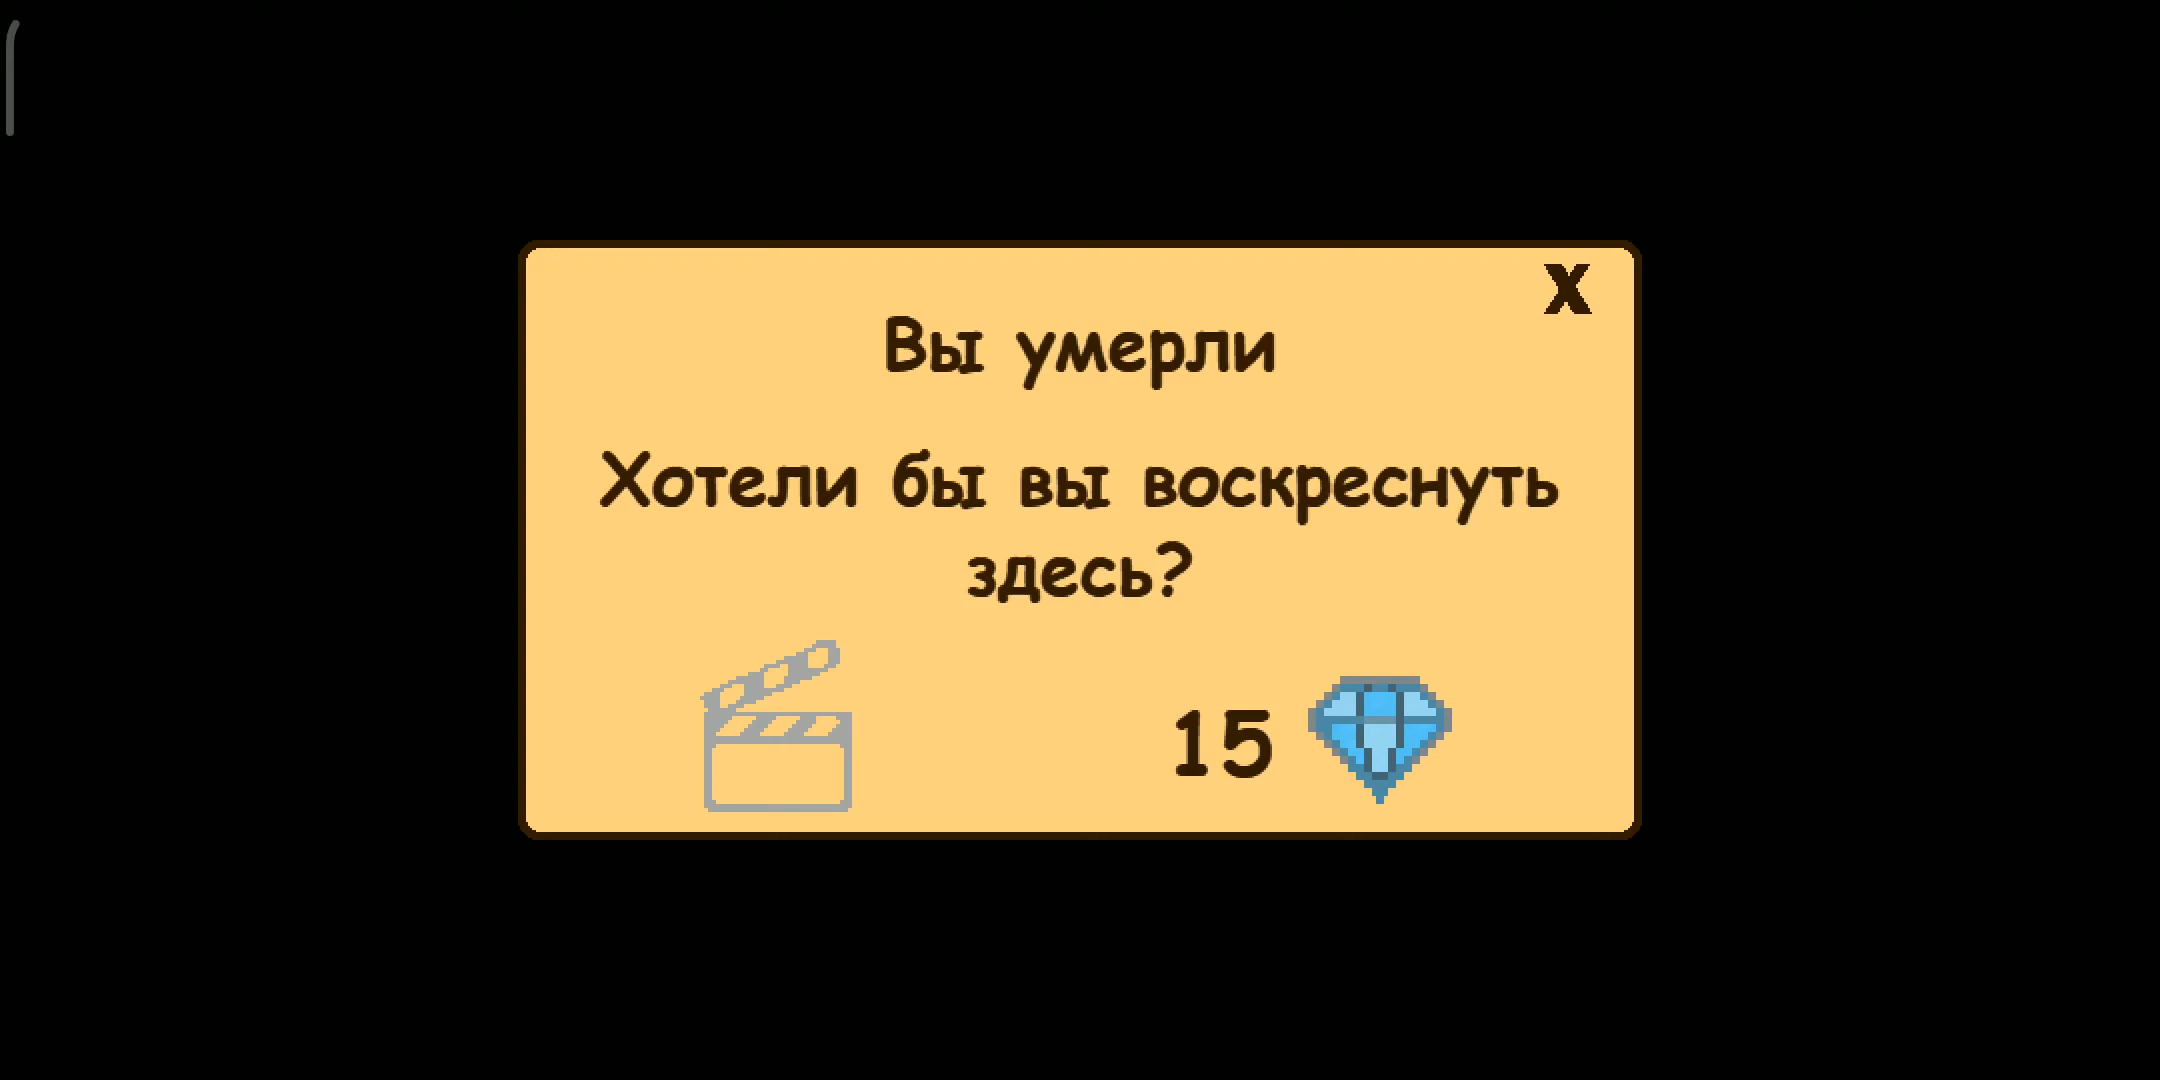 X
Вы умерли
Хотели бы вы воскреснуть
здесь?
15